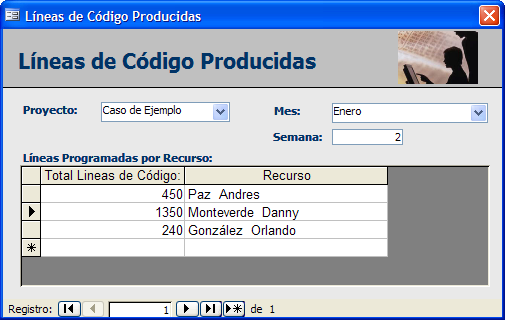 Líneas de Código Producidas
Líneas de Código Producidas
Proyecto: Caso de Ejemplo Mes: Enero
Semana: 2
Líneas Programadas por Recurso:
Total Lineas de Código: Recurso
450 Paz Andres
1350 Monteverde Danny
240 González Orlando
Registro: 1 de 1